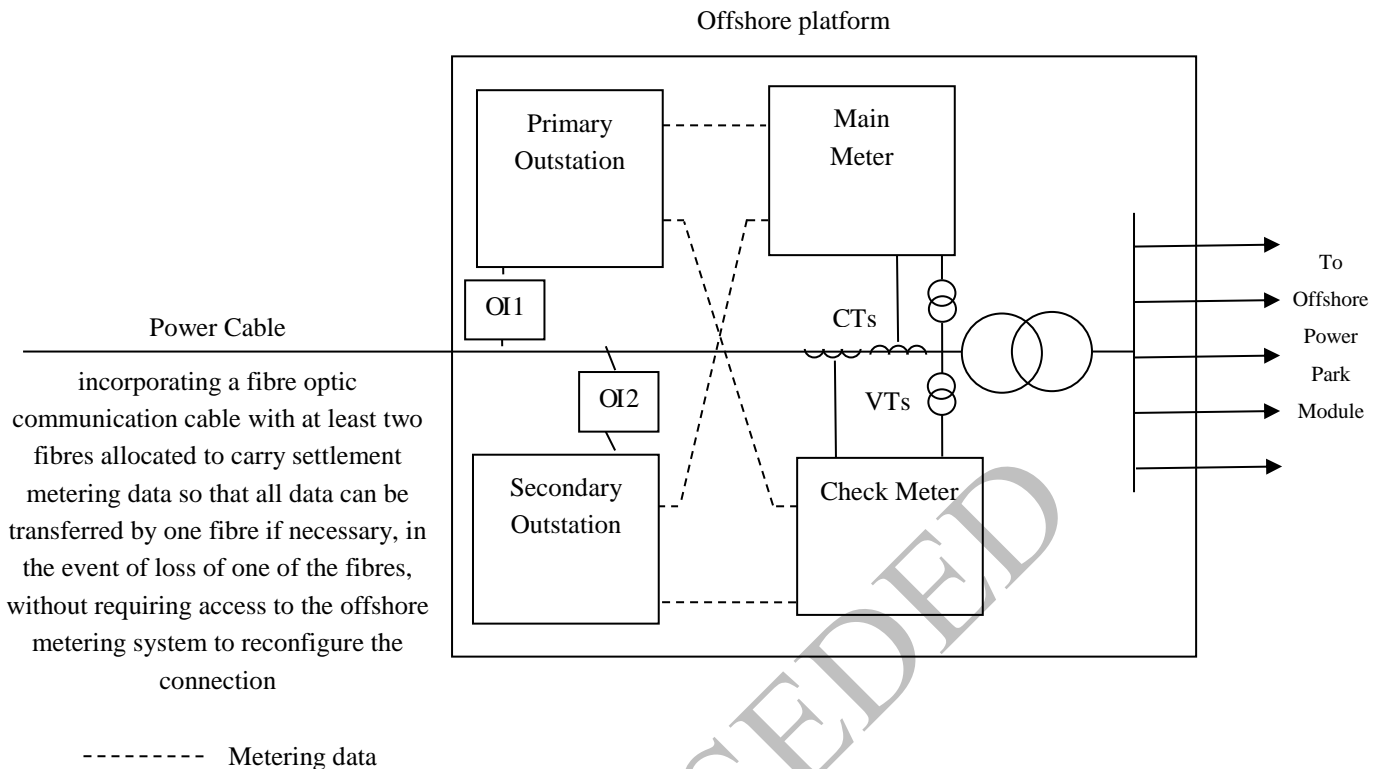 Offshore platform
Primary
Outstation
Main
Meter
OI1
CTs
To
Offshore
Power
Park
Module
Power Cable
incorporating a fibre optic
communication cable with at least two
fibres allocated to carry settlement
metering data so that all data can be
transferred by one fibre if necessary, in
the event of loss of one of the fibres,
without requiring access to the offshore
metering system to reconfigure the
connection
OI2
VTs
Secondary
Outstation
Check Meter
Metering data